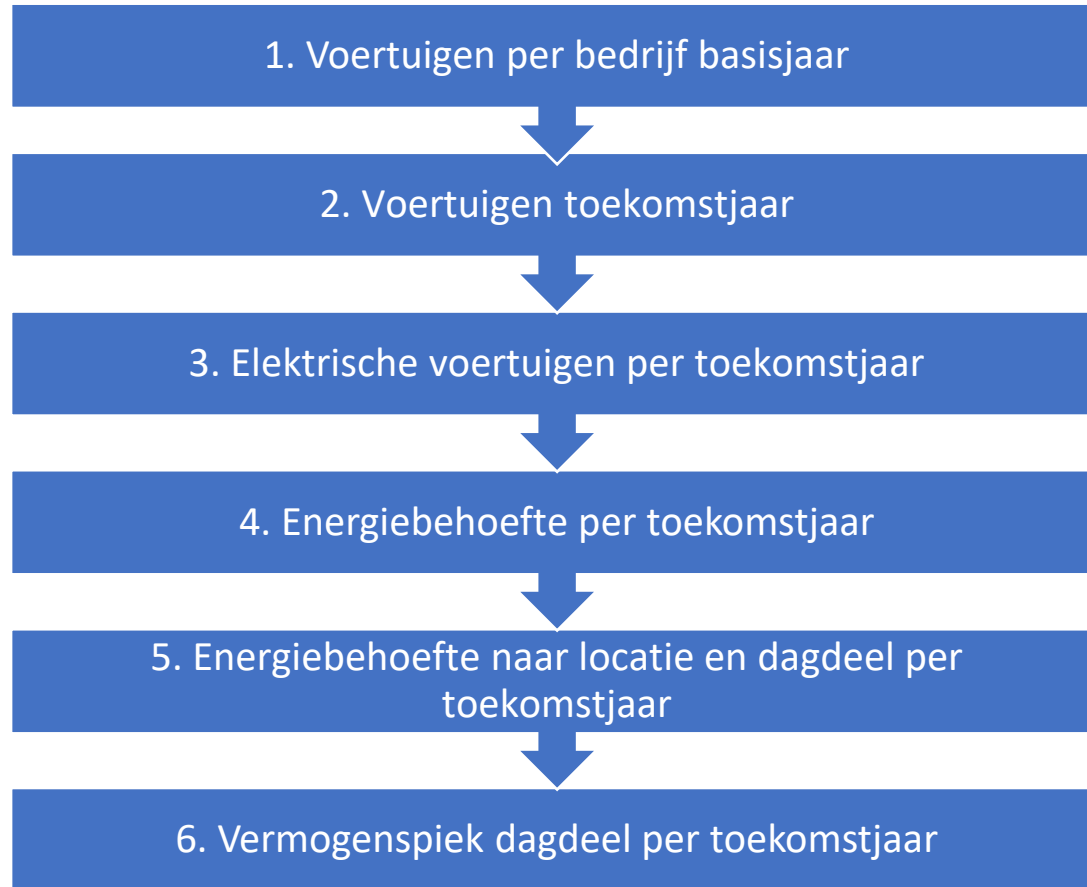 1. Voertuigen per bedrijf basisjaar
2. Voertuigen toekomstjaar
3. Elektrische voertuigen per toekomstjaar
4. Energiebehoefte per toekomstjaar
5. Energiebehoefte naar locatie en dagdeel per
toekomstjaar
6. Vermogenspiek dagdeel per toekomstjaar